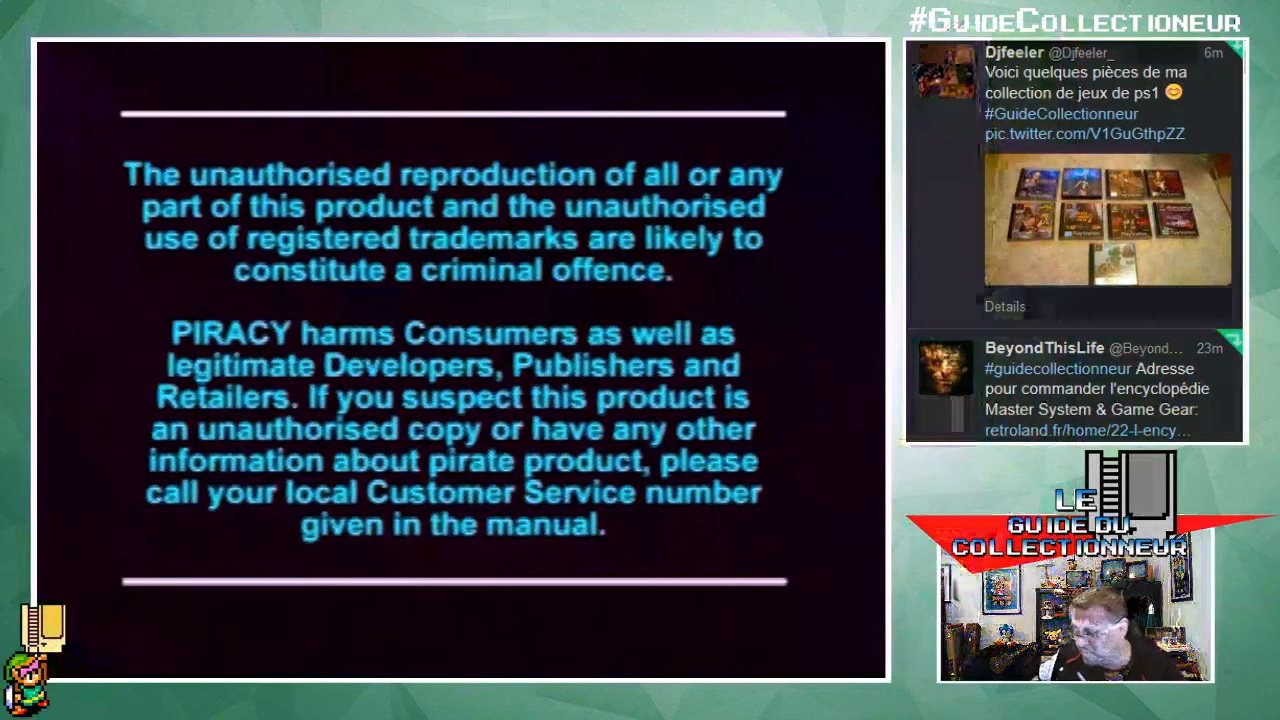 #GUIDECOLLECTIONEUR
The unauthorised reproduction of all or any
part of this product and the unauthorised
use of registered trademarks are likely to
constitute a criminal offence.
PIRACY harms Consumers as well as
legitimate Developers, Publishers and
Retailers. If you suspect this product is
an unauthorised copy or have any other
information about pirate product, please
call your local Customer Service number
given in the manual.
Djfeeler @Djfeeler_ 6m
Voici quelques pièces de ma
collection de jeux de ps1 😊
#GuideCollectionneur
pic.twitter.com/V1GuGthpZZ
Details
BeyondThisLife @Beyond... 23m
#guidecollectionneur Adresse
pour commander l'encyclopédie
Master System & Game Gear:
retroland.fr/home/22-l-ency...
LE
GUIDE DU
COLLECTIONNEUR